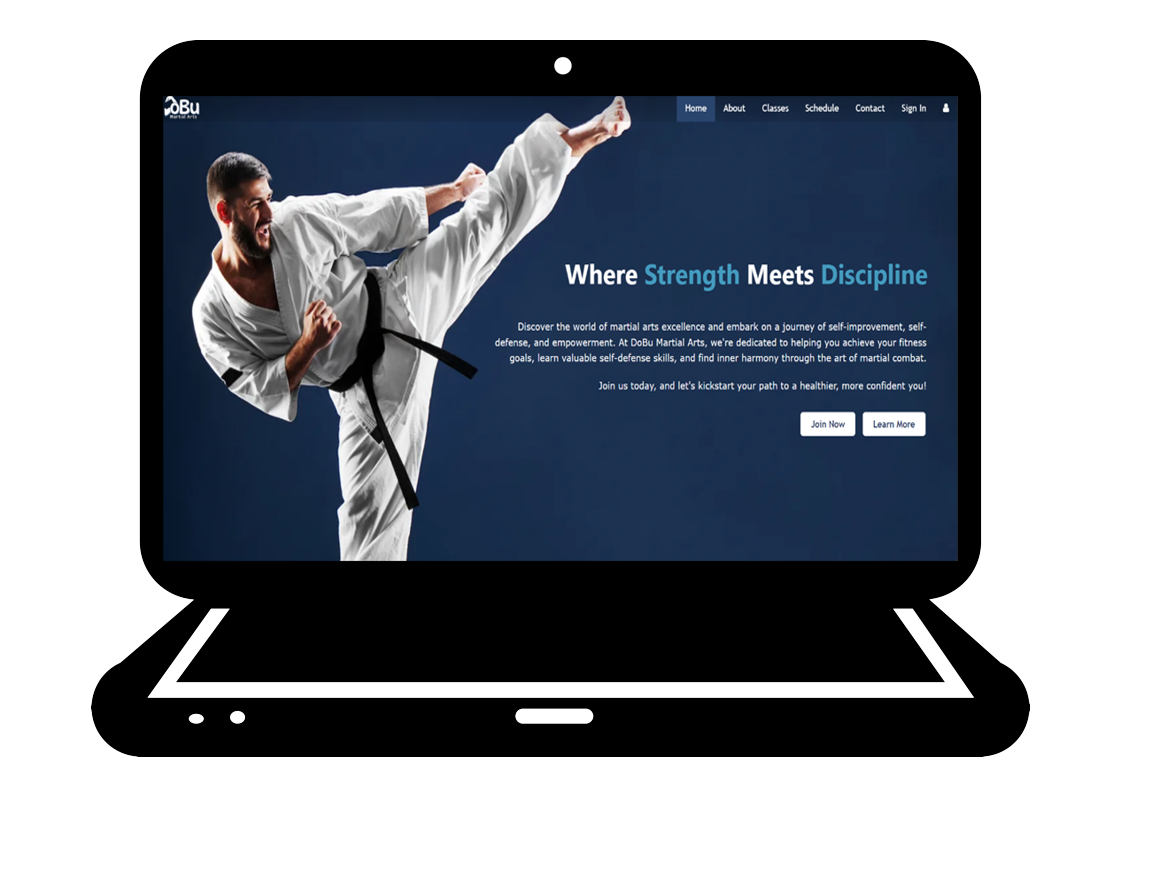 DoBu
Martial Arts
Home About Classes Schedule Contact Sign In
Where Strength Meets Discipline
Discover the world of martial arts excellence and embark on a journey of self-improvement, self-
defense, and empowerment. At DoBu Martial Arts, we're dedicated to helping you achieve your fitness
goals, learn valuable self-defense skills, and find inner harmony through the art of martial combat.
Join us today, and let's kickstart your path to a healthier, more confident you!
Join Now Learn More